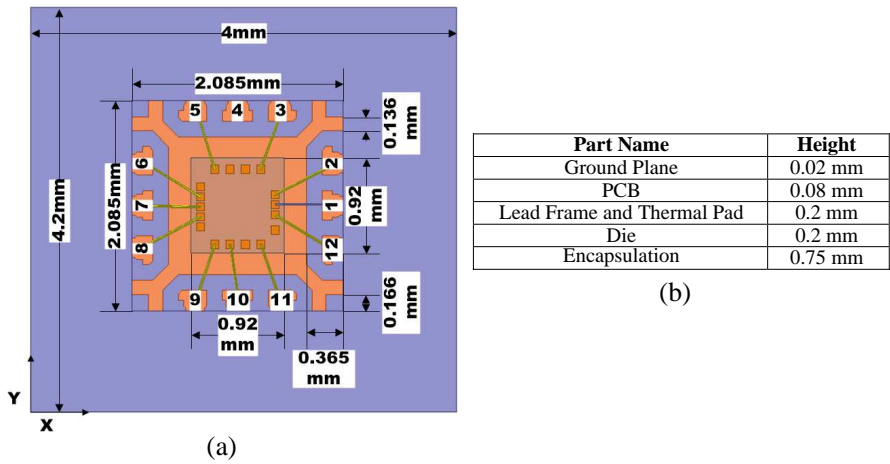 4mm
2.085mm
5
4
3
0.136
mm
6
2
4.2mm
2.085mm
7
0.92
mm
1
8
12
9
10
11
0.166
mm
0.92
mm
0.365
mm
Y
X
(a)
Part Name Height
Ground Plane 0.02 mm
PCB 0.08 mm
Lead Frame and Thermal Pad 0.2 mm
Die 0.2 mm
Encapsulation 0.75 mm
(b)